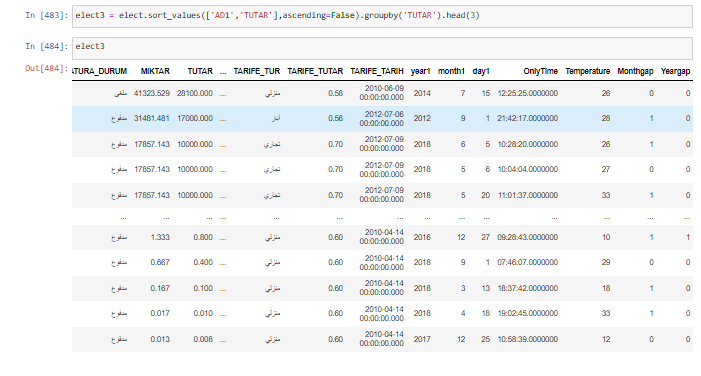 In [483]: elect3 = elect.sort_values(['AD1','TUTAR'],ascending=False).groupby('TUTAR').head(3)
In [484]: elect3
Out[484]:
ATURA_DURUM MIKTAR TUTAR ... TARIFE_TUR TARIFE_TUTAR TARIFE_TARIH year1 month1 day1 OnlyTime Temperature Monthgap Yeargap
ملغى 41323.529 28100.000 ... منزلي 0.58 2010-06-09 00:00:00.000 2014 7 15 12:25:25.0000000 26 0 0
مدفوع 31481.481 17000.000 ... ابار 0.56 2012-07-06 00:00:00.000 2012 9 1 21:42:17.0000000 28 1 0
مدفوع 17857.143 10000.000 ... تجاري 0.70 2012-07-09 00:00:00.000 2018 6 5 10:28:20.0000000 26 1 0
مدفوع 17857.143 10000.000 ... تجاري 0.70 2012-07-09 00:00:00.000 2018 5 6 10:04:04.0000000 27 0 0
مدفوع 17857.143 10000.000 ... تجاري 0.70 2012-07-09 00:00:00.000 2018 5 20 11:01:37.0000000 33 1 0
... ... ... ... ... ... ... ... ... ... ... ... ... ...
مدفوع 1.333 0.800 ... منزلي 0.60 2010-04-14 00:00:00.000 2016 12 27 09:28:43.0000000 10 1 1
مدفوع 0.667 0.400 ... منزلي 0.60 2010-04-14 00:00:00.000 2018 9 1 07:46:07.0000000 29 0 0
مدفوع 0.167 0.100 ... منزلي 0.60 2010-04-14 00:00:00.000 2018 3 13 18:37:42.0000000 18 1 0
مدفوع 0.017 0.010 ... منزلي 0.60 2010-04-14 00:00:00.000 2018 4 18 19:02:45.0000000 33 1 0
مدفوع 0.013 0.008 ... منزلي 0.60 2010-04-14 00:00:00.000 2017 12 25 10:58:39.0000000 12 0 0